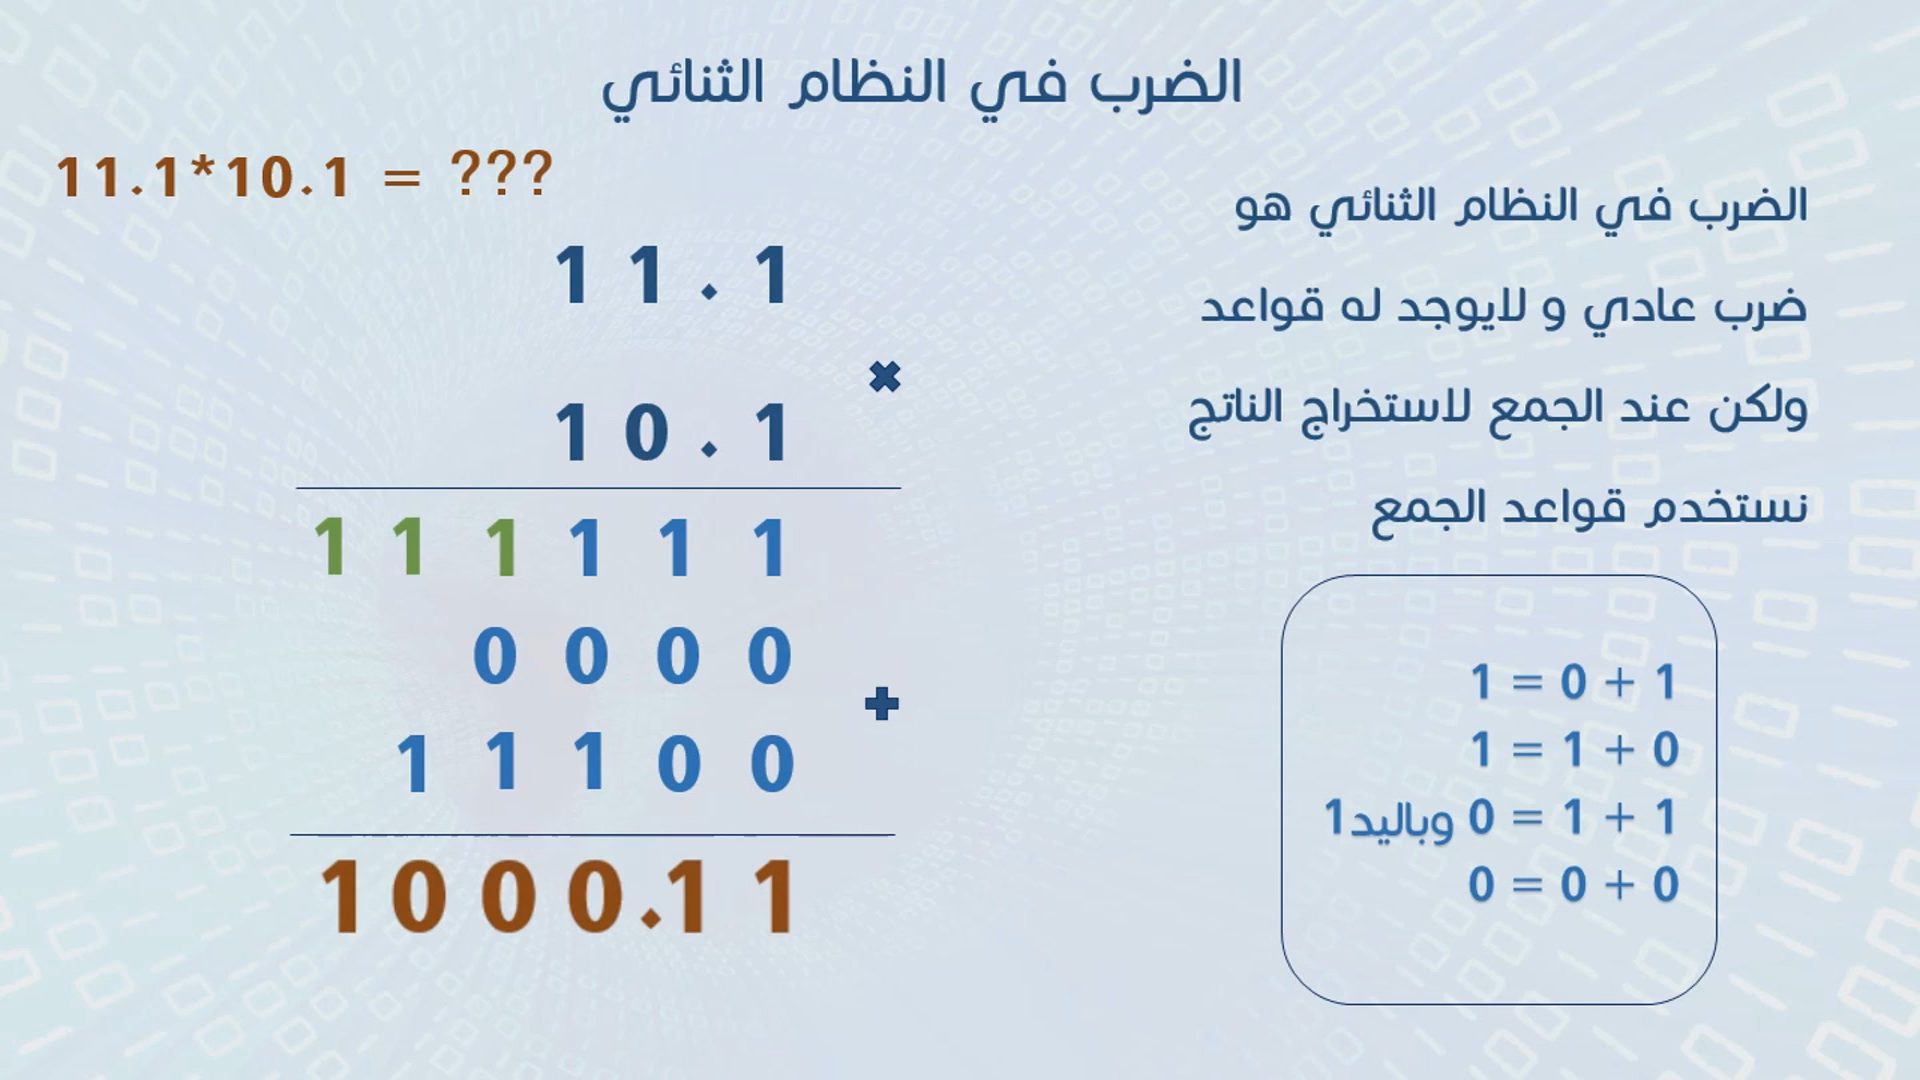 الضرب في النظام الثنائي
11.1*10.1 = ???
الضرب في النظام الثنائي هو
ضرب عادي و لايوجد له قواعد
ولكن عند الجمع لاستخراج الناتج
نستخدم قواعد الجمع
1 1 . 1
×
1 0 . 1
1 1 1 1 1 1
0 0 0 0
+
1 1 1 0 0
1 0 0 0 . 1 1
1 + 0 = 1
0 + 1 = 1
1 + 1 = 0 وباليد1
0 + 0 = 0